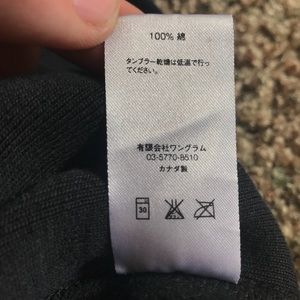 100% 綿
タンブラー乾燥は低温で行っ
てください。
有限会社ワングラム
03-5770-8510
カナダ製
30